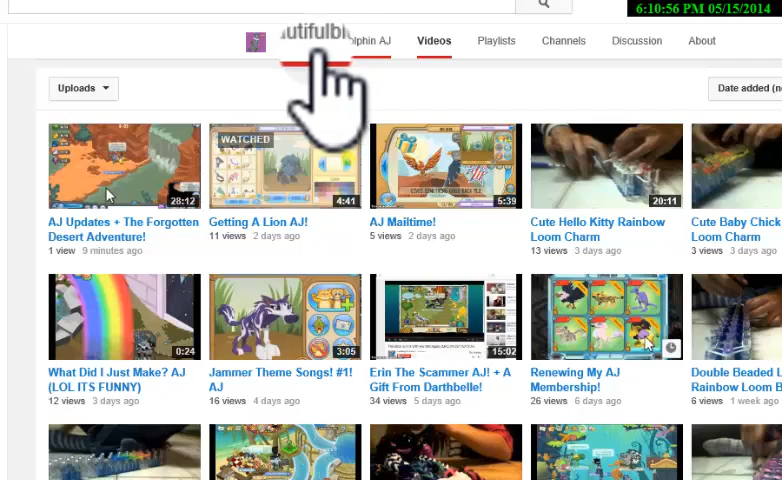 6:10:56 PM 05/15/2014
AJ Videos Playlists Channels Discussion About
Uploads
WATCHED
28:12
4:41
5:39
20:11
AJ Updates + The Forgotten
Desert Adventure!
1 view 9 minutes ago
Getting A Lion AJ!
11 views 2 days ago
AJ Mailtime!
5 views 2 days ago
Cute Hello Kitty Rainbow
Loom Charm
13 views 3 days ago
Cute Baby Chick
Loom Charm
3 views 3 days ago
0:24
3:05
15:02
What Did I Just Make? AJ
(LOL ITS FUNNY)
12 views 3 days ago
Jammer Theme Songs! #1!
AJ
16 views 4 days ago
Erin The Scammer AJ! + A
Gift From Darthbelle!
34 views 5 days ago
Renewing My AJ
Membership!
26 views 6 days ago
Double Beaded L
Rainbow Loom B
6 views 1 week ago
Date added (n